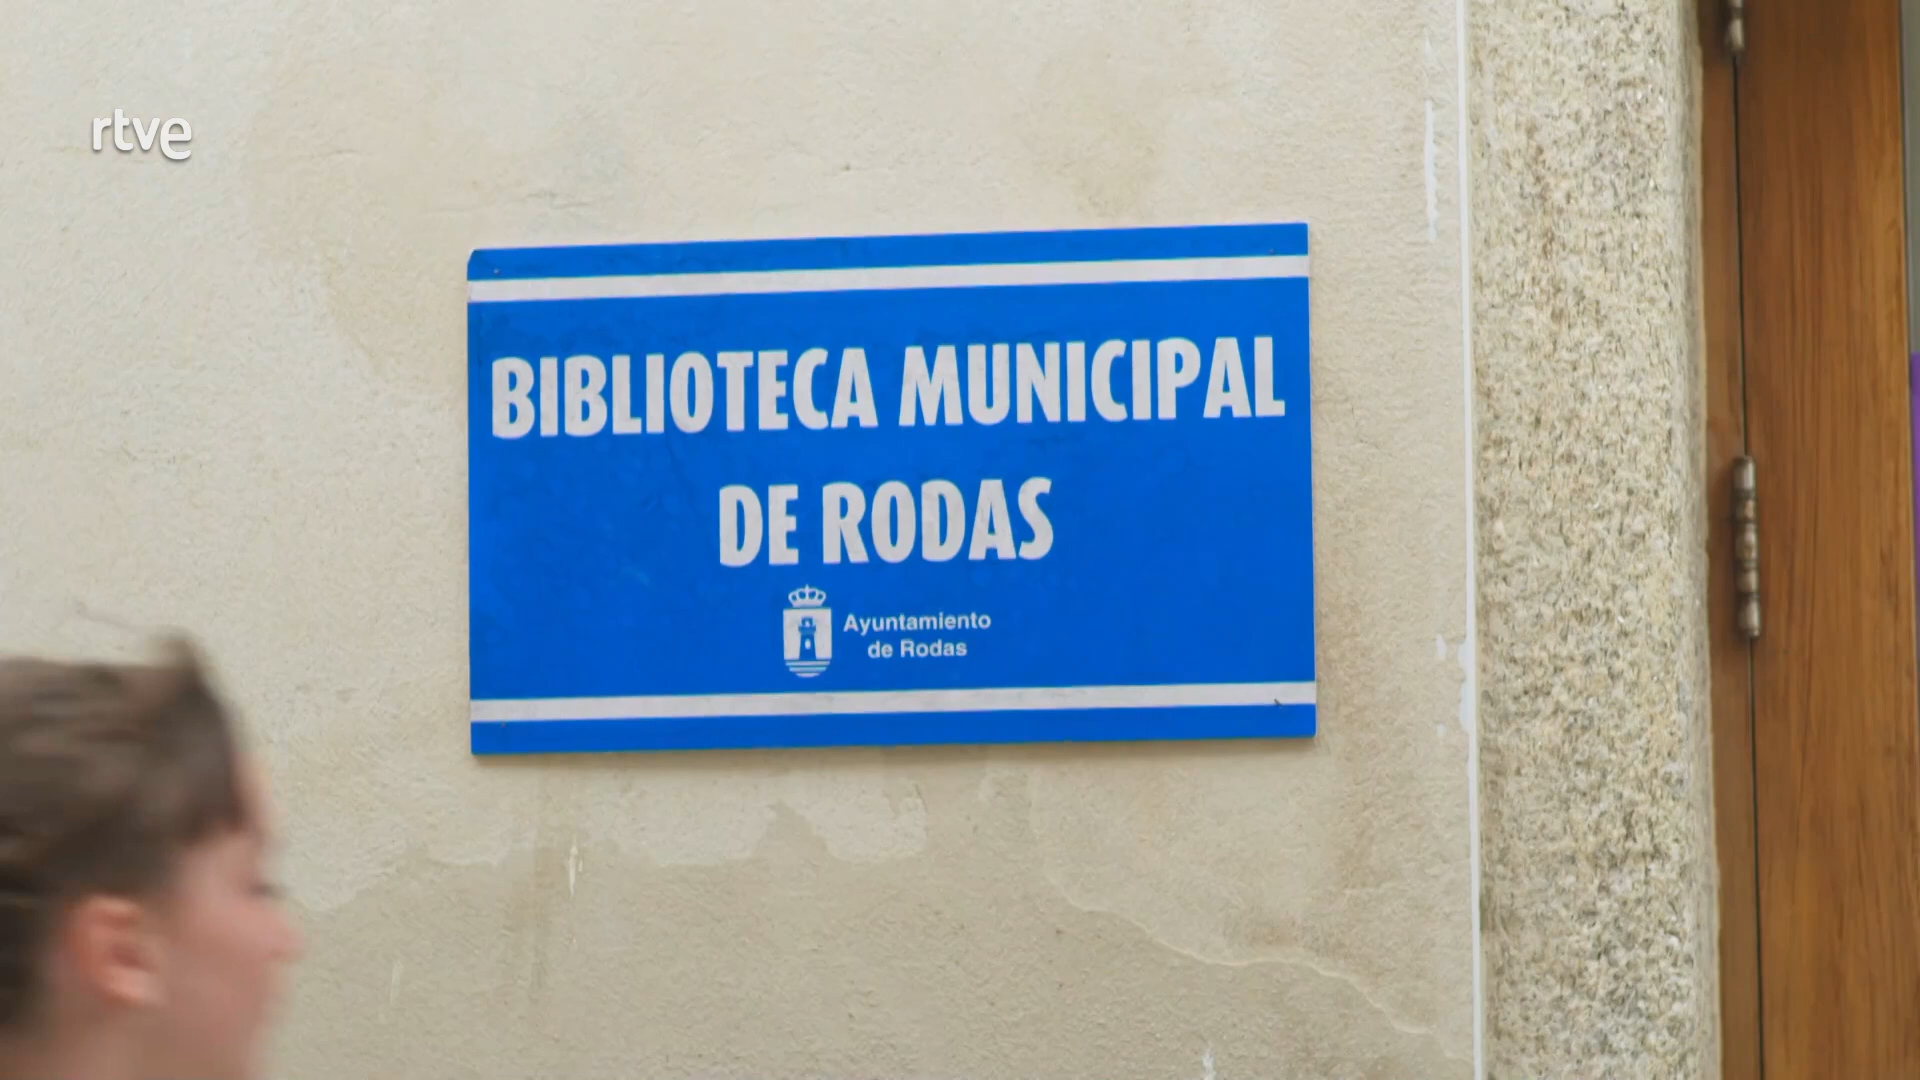 rtve
BIBLIOTECA MUNICIPAL
DE RODAS
Ayuntamiento
de Rodas